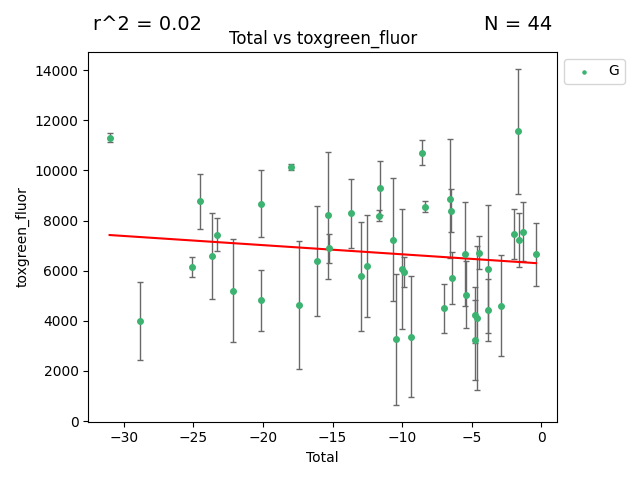 r^2 = 0.02
N = 44
Total vs toxgreen_fluor
G
14000
12000
10000
8000
6000
4000
2000
0
toxgreen_fluor
−30
−25
−20
−15
−10
−5
0
Total